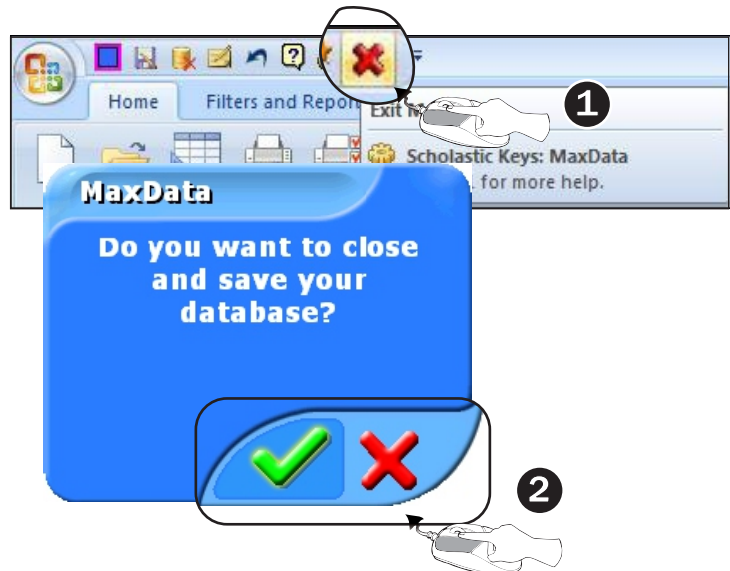 Home Filters and Report
Exit M
1
Scholastic Keys: MaxData
for more help.
MaxData
Do you want to close
and save your
database?
2